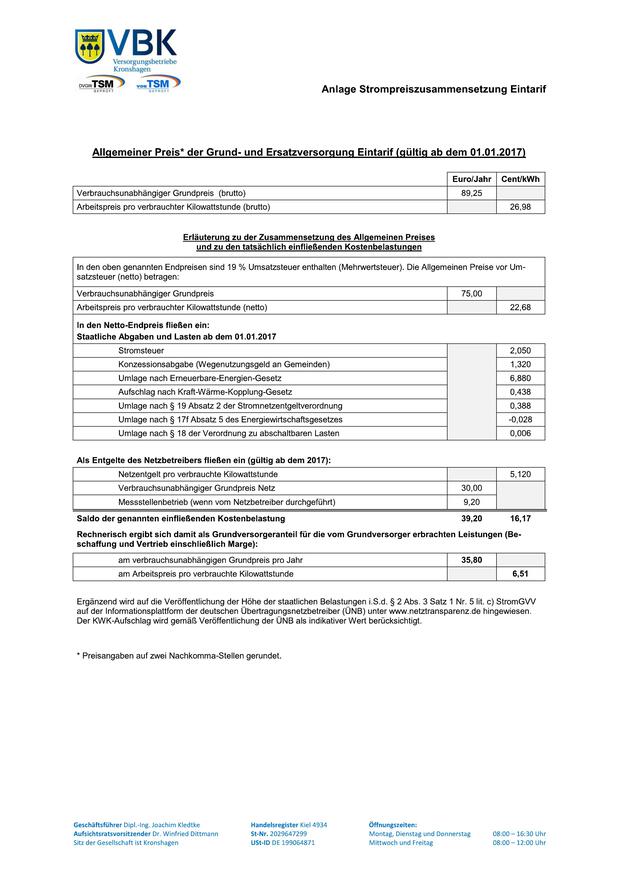 VBK
Versorgungsbetriebe
Kronshagen
DVGW TSM
GEPRÜFT
VDE TSM
GEPRÜFT
Anlage Strompreiszusammensetzung Eintarif
Allgemeiner Preis* der Grund- und Ersatzversorgung Eintarif (gültig ab dem 01.01.2017)
Euro/Jahr Cent/kWh
Verbrauchsunabhängiger Grundpreis (brutto) 89,25
Arbeitspreis pro verbrauchter Kilowattstunde (brutto) 26,98
Erläuterung zu der Zusammensetzung des Allgemeinen Preises
und zu den tatsächlich einfließenden Kostenbelastungen
In den oben genannten Endpreisen sind 19 % Umsatzsteuer enthalten (Mehrwertsteuer). Die Allgemeinen Preise vor Um-
satzsteuer (netto) betragen:
Verbrauchsunabhängiger Grundpreis 75,00
Arbeitspreis pro verbrauchter Kilowattstunde (netto) 22,68
In den Netto-Endpreis fließen ein:
Staatliche Abgaben und Lasten ab dem 01.01.2017
Stromsteuer 2,050
Konzessionsabgabe (Wegenutzungsgeld an Gemeinden) 1,320
Umlage nach Erneuerbare-Energien-Gesetz 6,880
Aufschlag nach Kraft-Wärme-Kopplung-Gesetz 0,438
Umlage nach § 19 Absatz 2 der Stromnetzentgeltverordnung 0,388
Umlage nach § 17f Absatz 5 des Energiewirtschaftsgesetzes -0,028
Umlage nach § 18 der Verordnung zu abschaltbaren Lasten 0,006
Als Entgelte des Netzbetreibers fließen ein (gültig ab dem 2017):
Netzentgelt pro verbrauchte Kilowattstunde 5,120
Verbrauchsunabhängiger Grundpreis Netz 30,00
Messstellenbetrieb (wenn vom Netzbetreiber durchgeführt) 9,20
Saldo der genannten einfließenden Kostenbelastung 39,20 16,17
Rechnerisch ergibt sich damit als Grundversorgeranteil für die vom Grundversorger erbrachten Leistungen (Be-
schaffung und Vertrieb einschließlich Marge):
am verbrauchsunabhängigen Grundpreis pro Jahr 35,80
am Arbeitspreis pro verbrauchte Kilowattstunde 6,51
Ergänzend wird auf die Veröffentlichung der Höhe der staatlichen Belastungen i.S.d. § 2 Abs. 3 Satz 1 Nr. 5 lit. c) StromGVV
auf der Informationsplattform der deutschen Übertragungsnetzbetreiber (ÜNB) unter www.netztransparenz.de hingewiesen.
Der KWK-Aufschlag wird gemäß Veröffentlichung der ÜNB als indikativer Wert berücksichtigt.
* Preisangaben auf zwei Nachkomma-Stellen gerundet.
Geschäftsführer Dipl.-Ing. Joachim Kledtke Handelsregister Kiel 4934 Öffnungszeiten:
Aufsichtsratsvorsitzender Dr. Winfried Dittmann St-Nr. 2029647299 Montag, Dienstag und Donnerstag 08:00 – 16:30 Uhr
Sitz der Gesellschaft ist Kronshagen USt-ID DE 199064871 Mittwoch und Freitag 08:00 – 12:00 Uhr